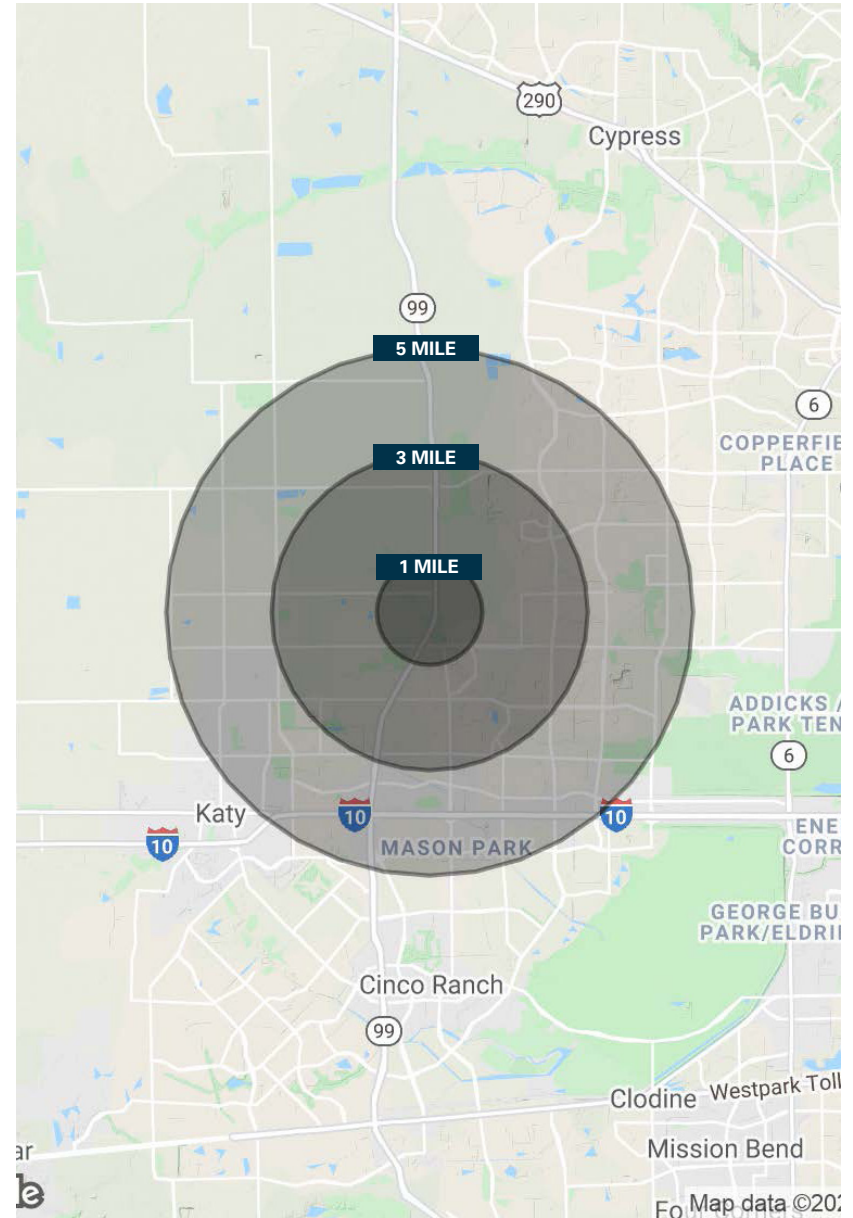 290
Cypress
99
5 MILE
6
COPPERFIE
PLACE
3 MILE
1 MILE
ADDICKS /
PARK TEN
6
Katy
10
10
10
MASON PARK
ENE
CORR
GEORGE BU
PARK/ELDRI
Cinco Ranch
99
Clodine
Westpark Toll
Mission Bend
ar
Map data ©202